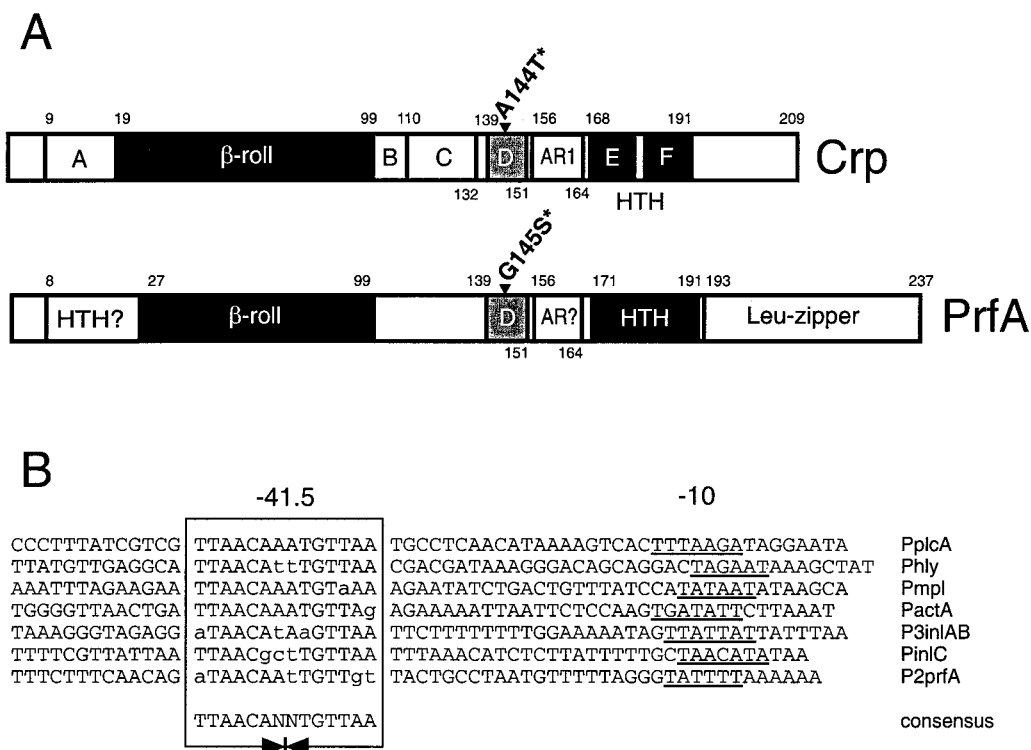 A
A144T*
9 19 99 110 139 156 168 191 209
A β-roll B C D AR1 E F Crp
132 151 164 HTH
G145S*
8 27 99 139 156 171 191 193 237
HTH? β-roll D AR? HTH Leu-zipper PrfA
151 164
B
-41.5 -10
CCCTTTATCGTCG TTAACAAATGTTAA TGCCTCAACATAAAAGTCACTTTAAGATAGGAATA PplcA
TTATGTTGAGGCA TTAACAttTGTTAA CGACGATAAAGGGACAGCAGGACTAGAATAAAGCTAT Phly
AAATTTAGAAGAA TTAACAAATGTaAA AGAATATCTGACTGTTTATCCATATAATATAAGCA Pmpl
TGGGGTTAACTGA TTAACAAATGTTAg AGAAAAATTAATTCTCCAAGTGATATTCTTAAAT PactA
TAAAGGGTAGAGG aTAACAtAaGTTAA TTCTTTTTTTTGGAAAAATAGTTATTATTATTTAA P3inlAB
TTTTCGTTATTAA TTAACgctTGTTAA TTTAAACATCTCTTATTTTTGCTAACATATAA PinlC
TTTCTTTCAACAG aTAACAAtTGTTgt TACTGCCTAATGTTTTTAGGGTATTTTAAAAAA P2prfA
TTAACANNTGTTAA consensus